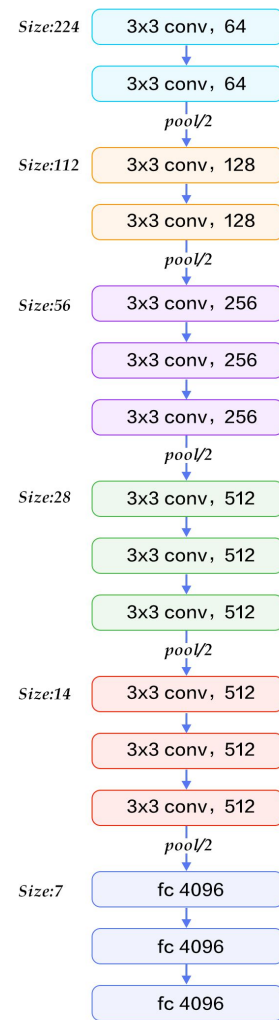 Size:224 3x3 conv, 64
3x3 conv, 64
pool/2
Size:112 3x3 conv, 128
3x3 conv, 128
pool/2
Size:56 3x3 conv, 256
3x3 conv, 256
3x3 conv, 256
pool/2
Size:28 3x3 conv, 512
3x3 conv, 512
3x3 conv, 512
pool/2
Size:14 3x3 conv, 512
3x3 conv, 512
3x3 conv, 512
pool/2
Size:7 fc 4096
fc 4096
fc 4096